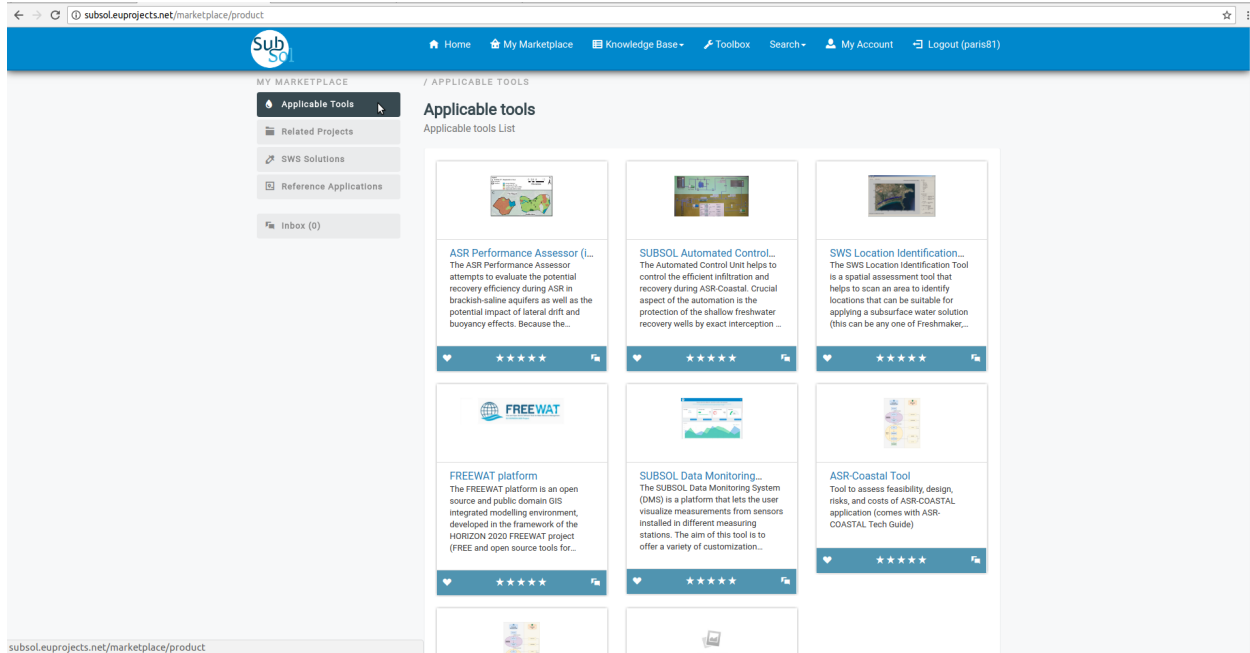 subsol.euprojects.net/marketplace/product
Sub
Sol
Home My Marketplace Knowledge Base Toolbox Search My Account Logout (paris81)
MY MARKETPLACE
Applicable Tools
Related Projects
SWS Solutions
Reference Applications
Inbox (0)
/ APPLICABLE TOOLS
Applicable tools
Applicable tools List
ASR Performance Assessor (i...
The ASR Performance Assessor
attempts to evaluate the potential
recovery efficiency during ASR in
brackish-saline aquifers as well as the
potential impact of lateral drift and
buoyancy effects. Because the...
SUBSOL Automated Control...
The Automated Control Unit helps to
control the efficient infiltration and
recovery during ASR-Coastal. Crucial
aspect of the automation is the
protection of the shallow freshwater
recovery wells by exact interception ...
SWS Location Identification...
The SWS Location Identification Tool
is a spatial assessment tool that
helps to scan an area to identify
locations that can be suitable for
applying a subsurface water solution
(this can be any one of Freshmaker,...
FREEWAT
FREEWAT platform
The FREEWAT platform is an open
source and public domain GIS
integrated modelling environment,
developed in the framework of the
HORIZON 2020 FREEWAT project
(FREE and open source tools for...
SUBSOL Data Monitoring...
The SUBSOL Data Monitoring System
(DMS) is a platform that lets the user
visualize measurements from sensors
installed in different measuring
stations. The aim of this tool is to
offer a variety of customization...
ASR-Coastal Tool
Tool to assess feasibility, design,
risks, and costs of ASR-COASTAL
application (comes with ASR-
COASTAL Tech Guide)
subsol.euprojects.net/marketplace/product